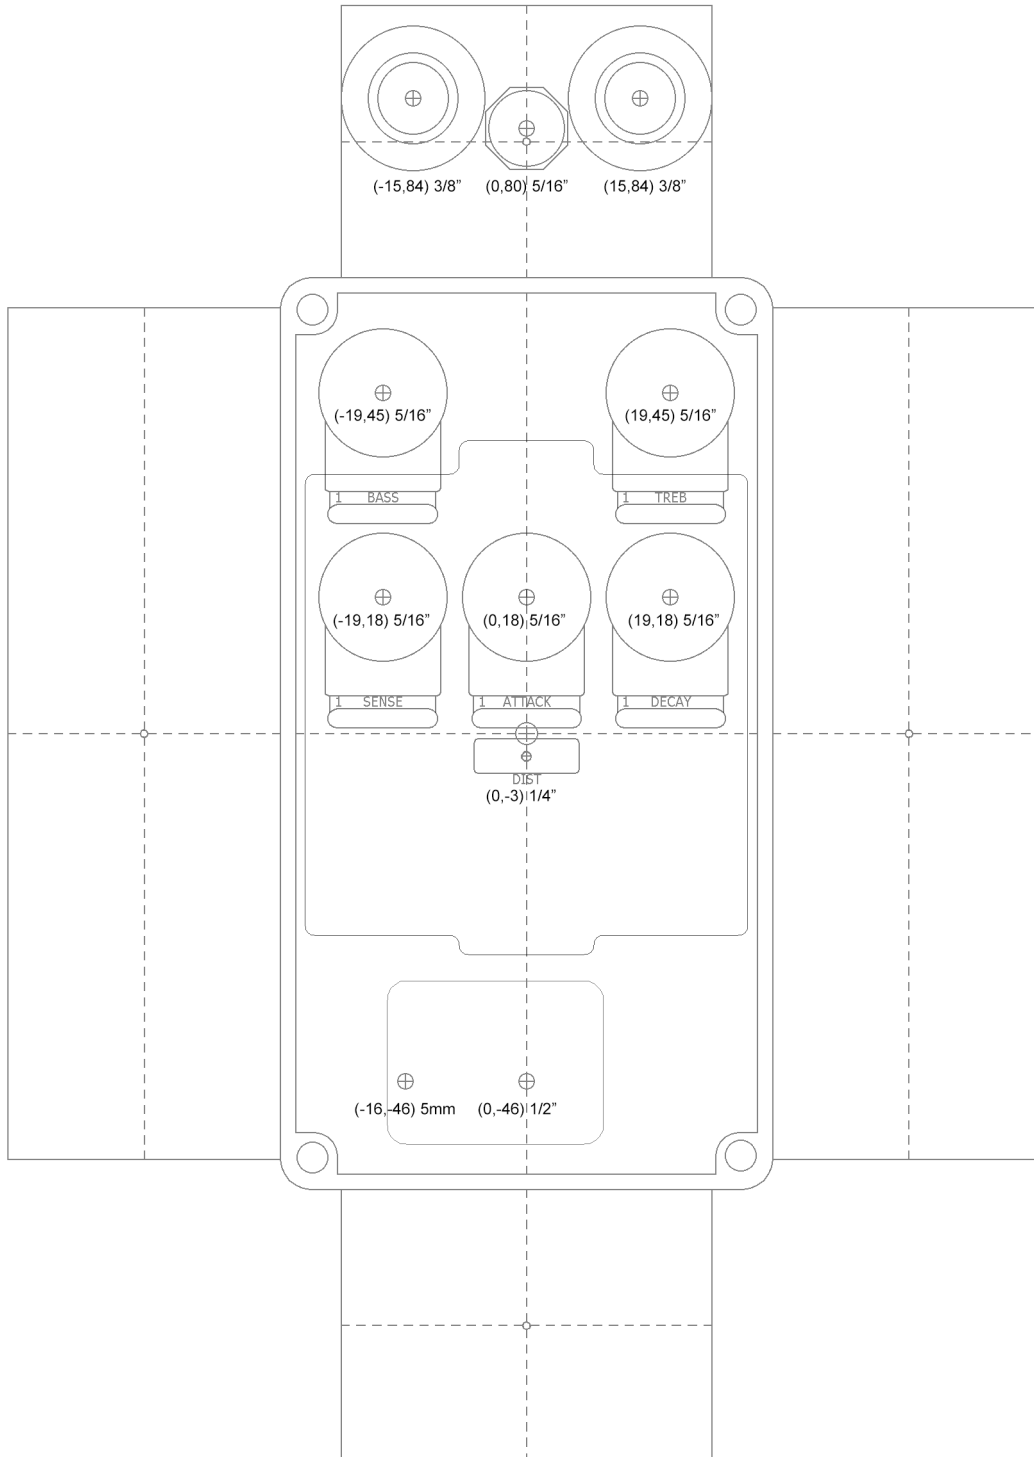 (-15,84) 3/8” (0,80) 5/16” (15,84) 3/8”
(-19,45) 5/16” (19,45) 5/16”
1 BASS 1 TREB
(-19,18) 5/16” (0,18) 5/16” (19,18) 5/16”
1 SENSE 1 ATTACK 1 DECAY
DIST
(0,-3) 1/4”
(-16,-46) 5mm (0,-46) 1/2”